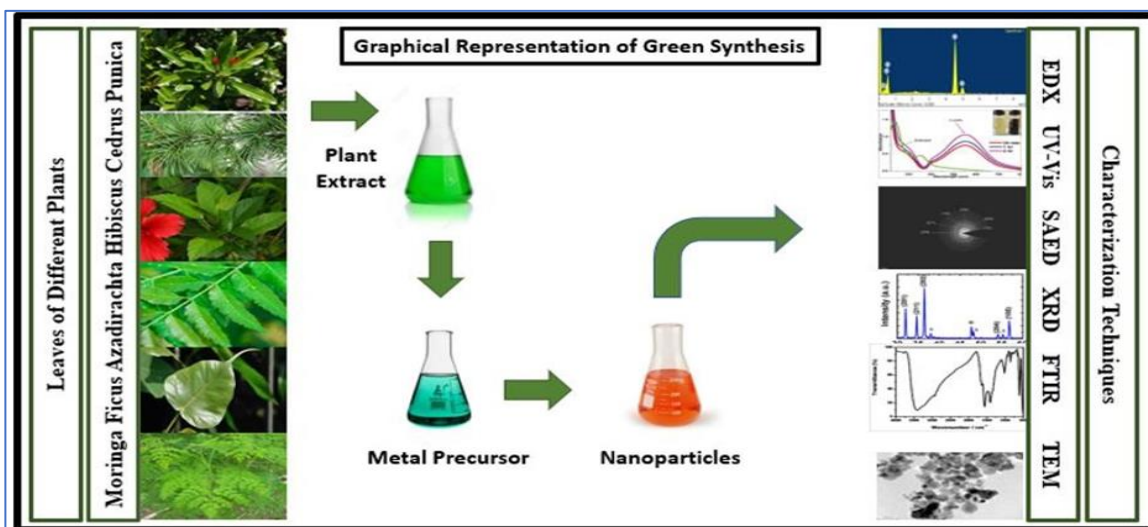 Graphical Representation of Green Synthesis
Leaves of Different Plants
Moringa Ficus Azadirachta Hibiscus Cedrus Punica
Plant
Extract
Metal Precursor
Nanoparticles
EDX
UV-Vis
SAED
XRD
FTIR
TEM
Characterization Techniques
Intensity (a.u.)